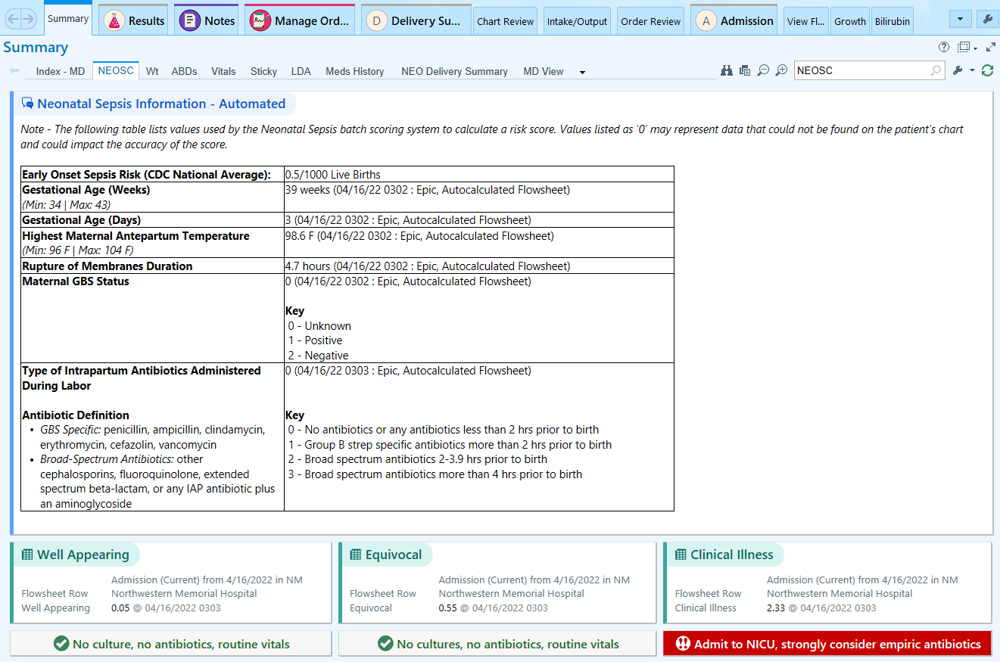 Summary
Results
Notes
Manage Ord...
D
Delivery Su...
Chart Review
Intake/Output
Order Review
A
Admission
View Fl...
Growth
Bilirubin
Summary
Index - MD
NEOSC
Wt
ABDs
Vitals
Sticky
LDA
Meds History
NEO Delivery Summary
MD View
NEOSC
Neonatal Sepsis Information - Automated
Note - The following table lists values used by the Neonatal Sepsis batch scoring system to calculate a risk score. Values listed as '0' may represent data that could not be found on the patient's chart
and could impact the accuracy of the score.
Early Onset Sepsis Risk (CDC National Average): 0.5/1000 Live Births
Gestational Age (Weeks) 39 weeks (04/16/22 0302 : Epic, Autocalculated Flowsheet)
(Min: 34 | Max: 43)
Gestational Age (Days) 3 (04/16/22 0302 : Epic, Autocalculated Flowsheet)
Highest Maternal Antepartum Temperature 98.6 F (04/16/22 0302 : Epic, Autocalculated Flowsheet)
(Min: 96 F | Max: 104 F)
Rupture of Membranes Duration 4.7 hours (04/16/22 0302 : Epic, Autocalculated Flowsheet)
Maternal GBS Status 0 (04/16/22 0302 : Epic, Autocalculated Flowsheet)
Key
0 - Unknown
1 - Positive
2 - Negative
Type of Intrapartum Antibiotics Administered
During Labor
Antibiotic Definition
• GBS Specific: penicillin, ampicillin, clindamycin,
erythromycin, cefazolin, vancomycin
• Broad-Spectrum Antibiotics: other
cephalosporins, fluoroquinolone, extended
spectrum beta-lactam, or any IAP antibiotic plus
an aminoglycoside
0 (04/16/22 0303 : Epic, Autocalculated Flowsheet)
Key
0 - No antibiotics or any antibiotics less than 2 hrs prior to birth
1 - Group B strep specific antibiotics more than 2 hrs prior to birth
2 - Broad spectrum antibiotics 2-3.9 hrs prior to birth
3 - Broad spectrum antibiotics more than 4 hrs prior to birth
Well Appearing
Admission (Current) from 4/16/2022 in NM
Flowsheet Row Northwestern Memorial Hospital
Well Appearing 0.05 @ 04/16/2022 0303
No culture, no antibiotics, routine vitals
Equivocal
Admission (Current) from 4/16/2022 in NM
Flowsheet Row Northwestern Memorial Hospital
Equivocal 0.55 @ 04/16/2022 0303
No cultures, no antibiotics, routine vitals
Clinical Illness
Admission (Current) from 4/16/2022 in NM
Flowsheet Row Northwestern Memorial Hospital
Clinical Illness 2.33 @ 04/16/2022 0303
Admit to NICU, strongly consider empiric antibiotics